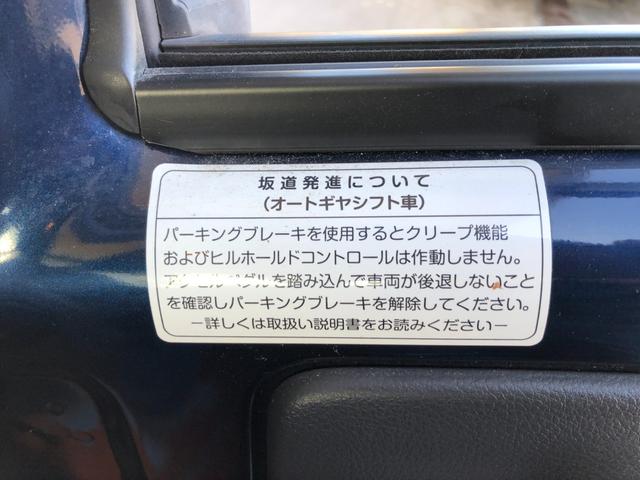 坂道発進について
(オートギヤシフト車)
パーキングブレーキを使用するとクリープ機能
およびヒルホールドコントロールは作動しません。
アクセルペダルを踏み込んで車両が後退しないこと
を確認しパーキングブレーキを解除してください。
ー詳しくは取扱い説明書をお読みくださいー